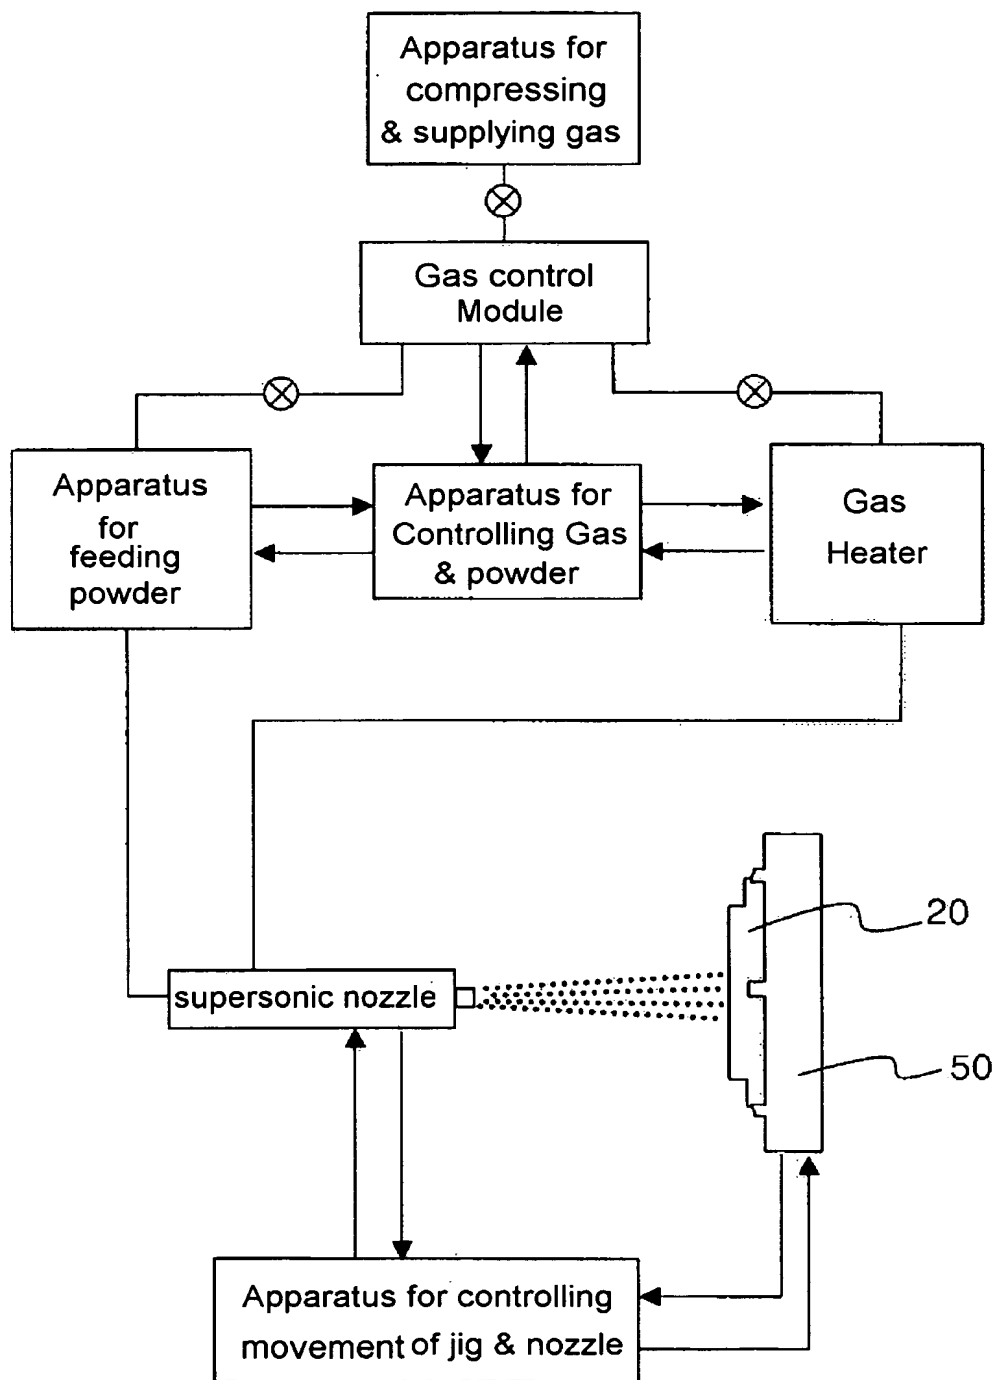 Apparatus for
compressing
& supplying gas
Gas control
Module
Apparatus
for
feeding
powder
Apparatus for
Controlling Gas
& powder
Gas
Heater
20
supersonic nozzle
50
Apparatus for controlling
movement of jig & nozzle